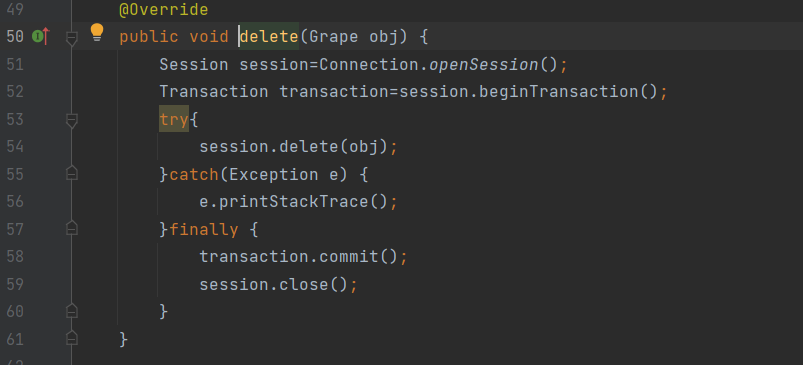 49 @Override
50 public void delete(Grape obj) {
51 Session session=Connection.openSession();
52 Transaction transaction=session.beginTransaction();
53 try{
54 session.delete(obj);
55 }catch(Exception e) {
56 e.printStackTrace();
57 }finally {
58 transaction.commit();
59 session.close();
60 }
61 }